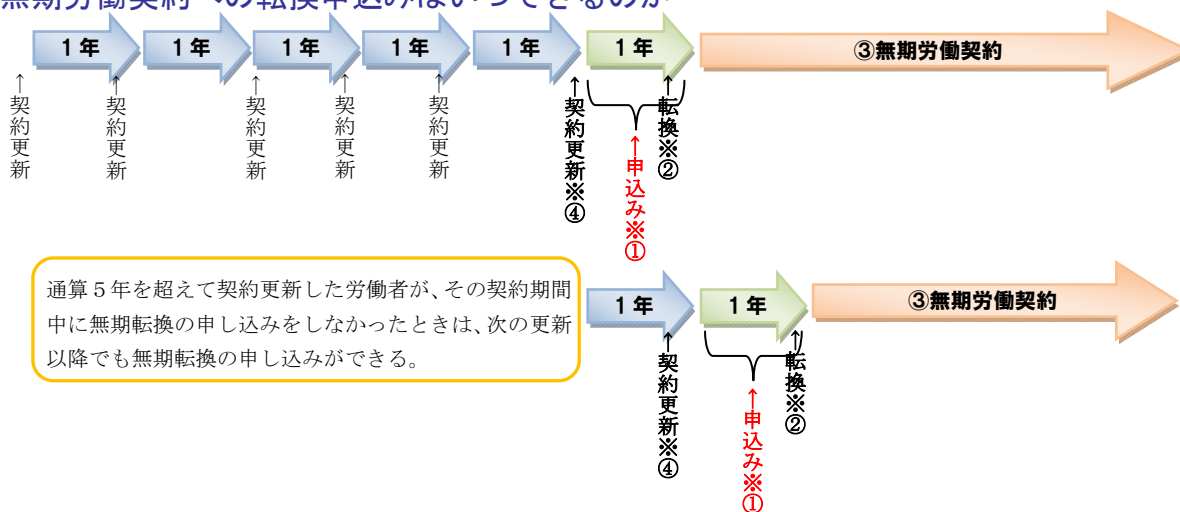 無期労働契約への転換申込みはいつできるのか
1年
1年
1年
1年
1年
1年
③無期労働契約
↑契約更新
↑契約更新
↑契約更新
↑契約更新
↑契約更新
↑契約更新※④
↑申込み※①
↑転換※②
通算5年を超えて契約更新した労働者が、その契約期間
中に無期転換の申し込みをしなかったときは、次の更新
以降でも無期転換の申し込みができる。
1年
1年
③無期労働契約
↑契約更新※④
↑申込み※①
↑転換※②